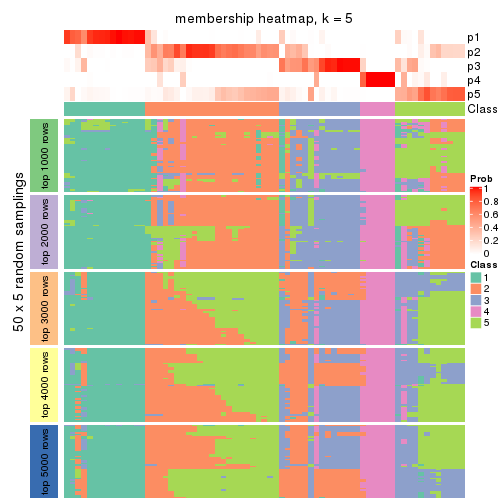 membership heatmap, k = 5
p1
p2
p3
p4
p5
Class
50 x 5 random samplings
top 1000 rows
top 2000 rows
top 3000 rows
top 4000 rows
top 5000 rows
Prob
1
0.8
0.6
0.4
0.2
0
Class
1
2
3
4
5